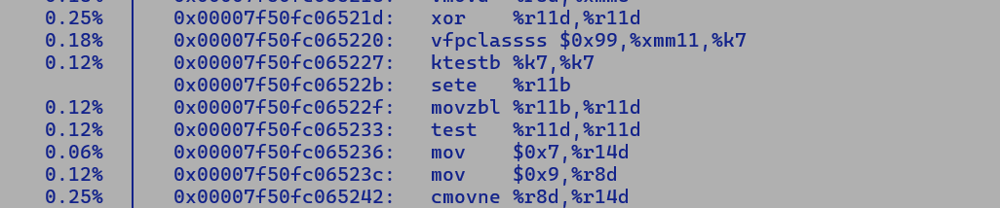 0.25% 0x00007f50fc06521d: xor %r11d,%r11d
0.18% 0x00007f50fc065220: vfpclassss $0x99,%xmm11,%k7
0.12% 0x00007f50fc065227: ktestb %k7,%k7
0x00007f50fc06522b: sete %r11b
0.12% 0x00007f50fc06522f: movzbl %r11b,%r11d
0.12% 0x00007f50fc065233: test %r11d,%r11d
0.06% 0x00007f50fc065236: mov $0x7,%r14d
0.12% 0x00007f50fc06523c: mov $0x9,%r8d
0.25% 0x00007f50fc065242: cmovne %r8d,%r14d